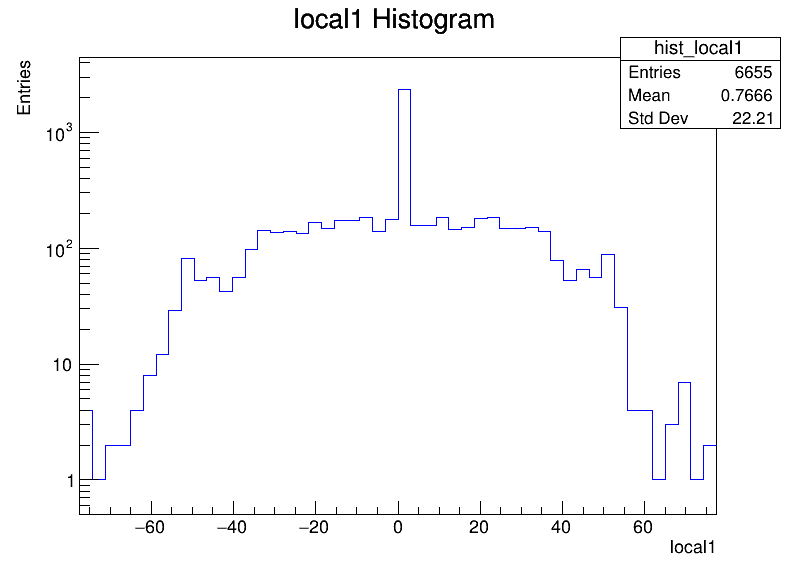 local1 Histogram
hist_local1
Entries 6655
Mean 0.7666
Std Dev 22.21
Entries
10³
10²
10
1
−60 −40 −20 0 20 40 60
local1